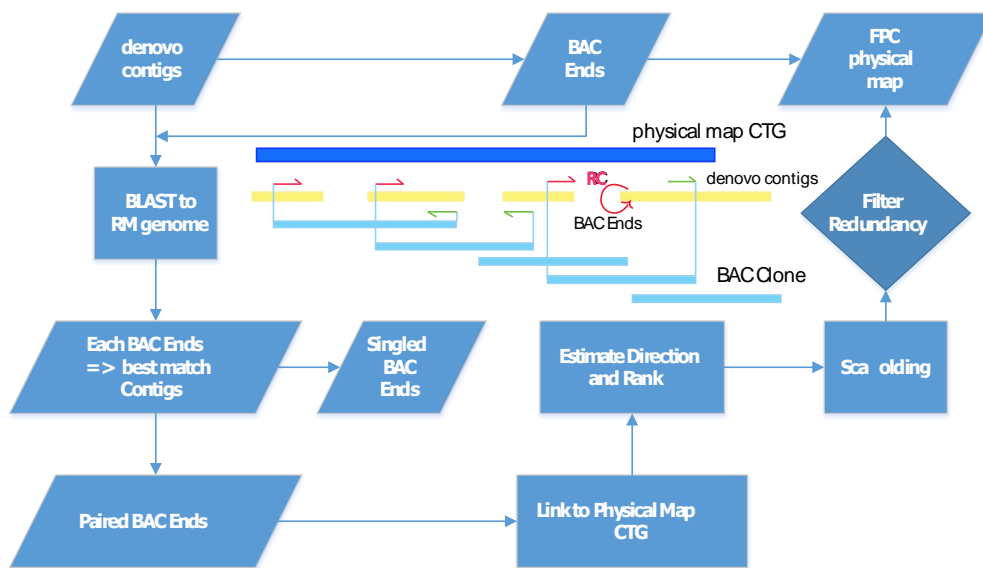 denovo
contigs
BAC
Ends
FPC
physical
map
physical map CTG
RC
denovo contigs
BAC Ends
BAC Clone
BLAST to
RM genome
Filter
Redundancy
Each BAC Ends
=> best match
Contigs
Singled
BAC
Ends
Estimate Direction
and Rank
Sca olding
Paired BAC Ends
Link to Physical Map
CTG